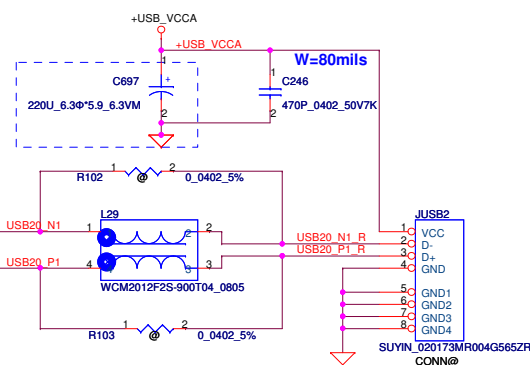 +USB_VCCA
+USB_VCCA
W=80mils
1
1
C697
+
C246
220U_6.3Φ*5.9_6.3VM
470P_0402_50V7K
2
2
1
2
R102
@
0_0402_5%
L29
JUSB2
USB20_N1
1
2
USB20_N1_R
1
VCC
2
D-
USB20_P1_R
3
D+
USB20_P1
4
3
4
GND
WCM2012F2S-900T04_0805
5
GND1
6
GND2
7
GND3
8
GND4
1
2
R103
@
0_0402_5%
SUYIN_020173MR004G565ZR
CONN@